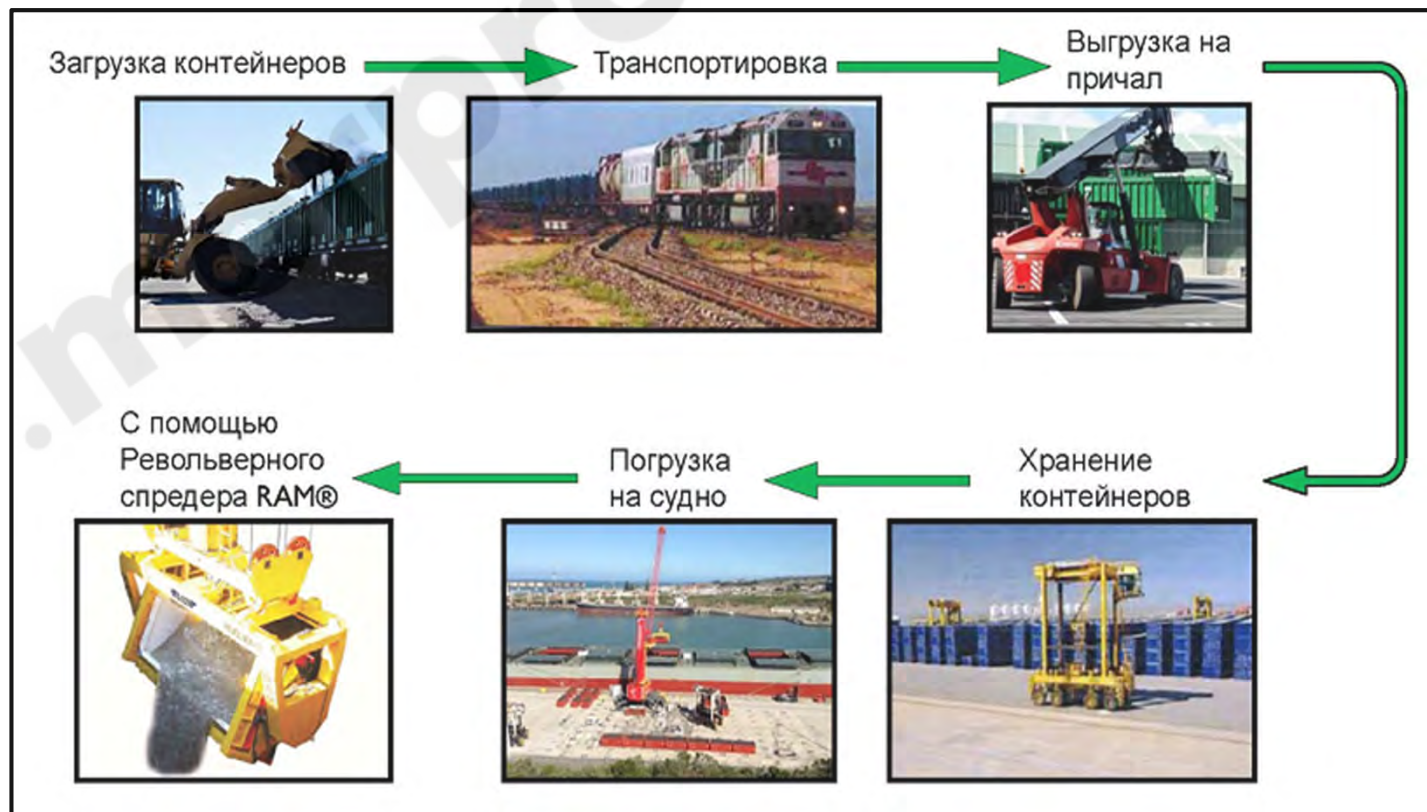 Загрузка контейнеров
Транспортировка
Выгрузка на
причал
С помощью
Револьверного
спредера RAM®
Погрузка
на судно
Хранение
контейнеров